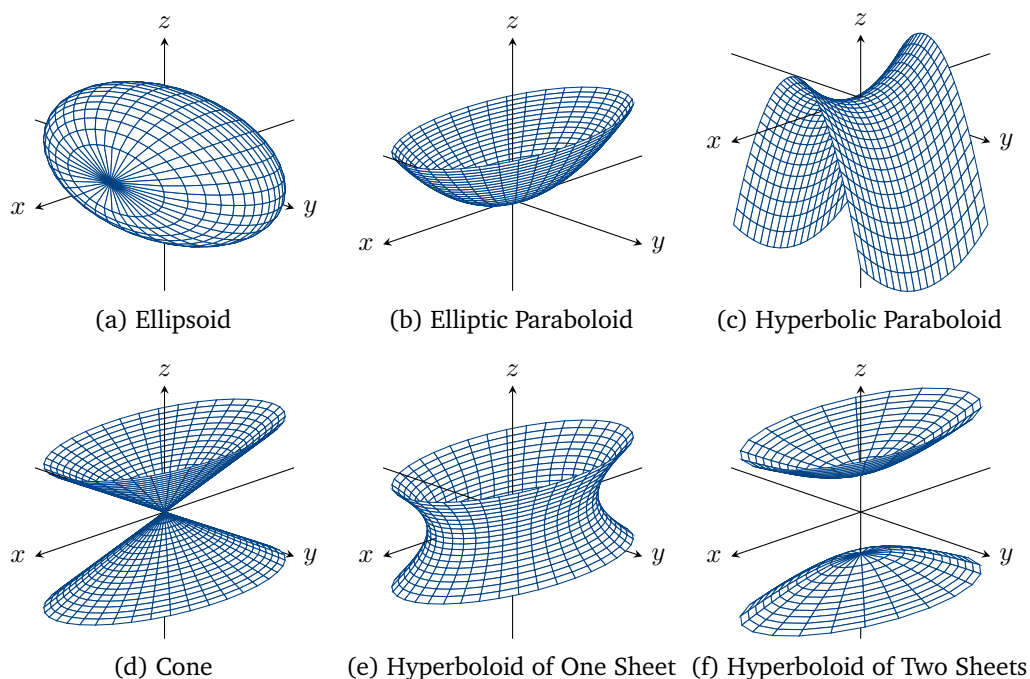 z
x
y
(a) Ellipsoid
z
x
y
(b) Elliptic Paraboloid
z
x
y
(c) Hyperbolic Paraboloid
z
x
y
(d) Cone
z
x
y
(e) Hyperboloid of One Sheet
z
x
y
(f) Hyperboloid of Two Sheets